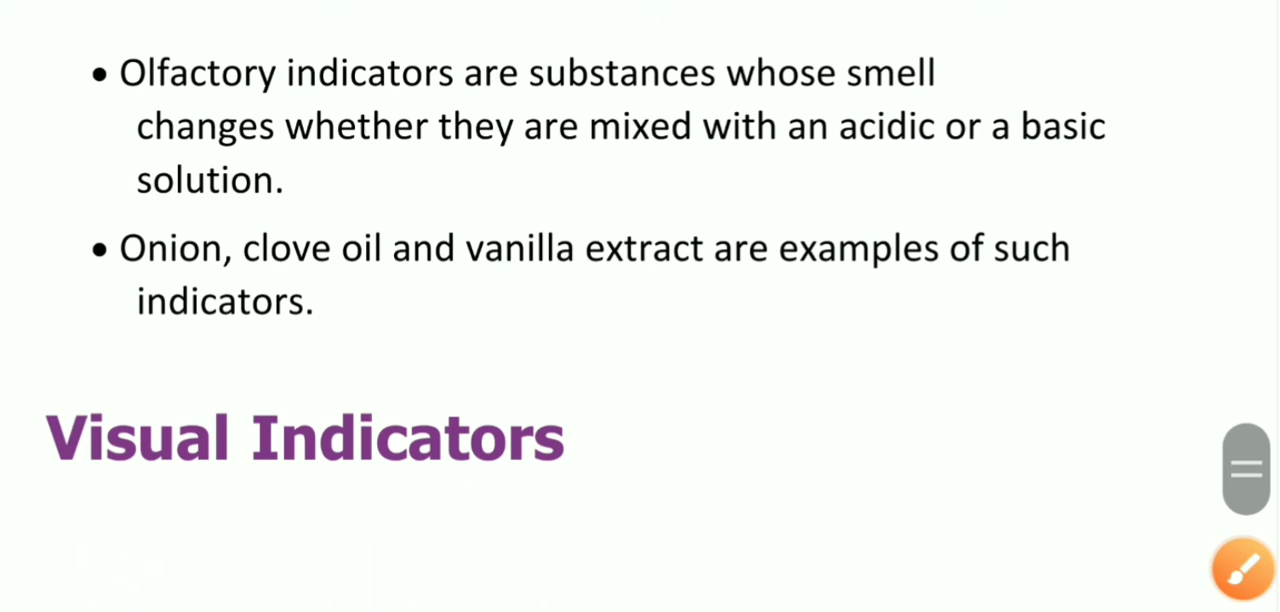 • Olfactory indicators are substances whose smell
changes whether they are mixed with an acidic or a basic
solution.
• Onion, clove oil and vanilla extract are examples of such
indicators.
Visual Indicators